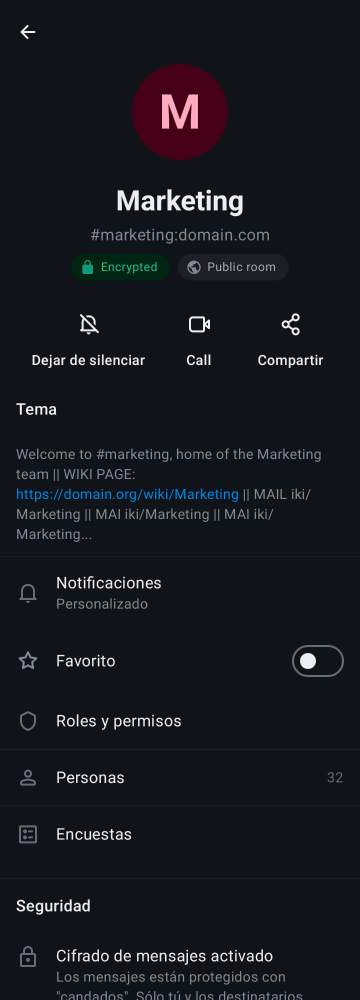 M
Marketing
#marketing:domain.com
Encrypted
Public room
Dejar de silenciar
Call
Compartir
Tema
Welcome to #marketing, home of the Marketing
team || WIKI PAGE:
https://domain.org/wiki/Marketing || MAIL iki/
Marketing || MAI iki/Marketing || MAI iki/
Marketing...
Notificaciones
Personalizado
Favorito
Roles y permisos
Personas 32
Encuestas
Seguridad
Cifrado de mensajes activado
Los mensajes están protegidos con
"candados". Sólo tú y los destinatarios